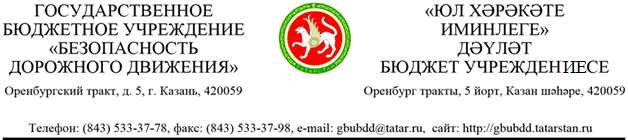 ГОСУДАРСТВЕННОЕ
БЮДЖЕТНОЕ УЧРЕЖДЕНИЕ
«БЕЗОПАСНОСТЬ
ДОРОЖНОГО ДВИЖЕНИЯ»
Оренбургский тракт, д. 5, г. Казань, 420059
ТАТАРСТАН
«ЮЛ ХӘРӘКӘТЕ
ИМИНЛЕГЕ»
ДӘҮЛӘТ
БЮДЖЕТ УЧРЕЖДЕНИЕСЕ
Оренбург тракты, 5 йорт, Казан шәһәре, 420059
Телефон: (843) 533-37-78, факс: (843) 533-37-98, e-mail: gbubdd@tatar.ru, сайт: http://gbubdd.tatarstan.ru